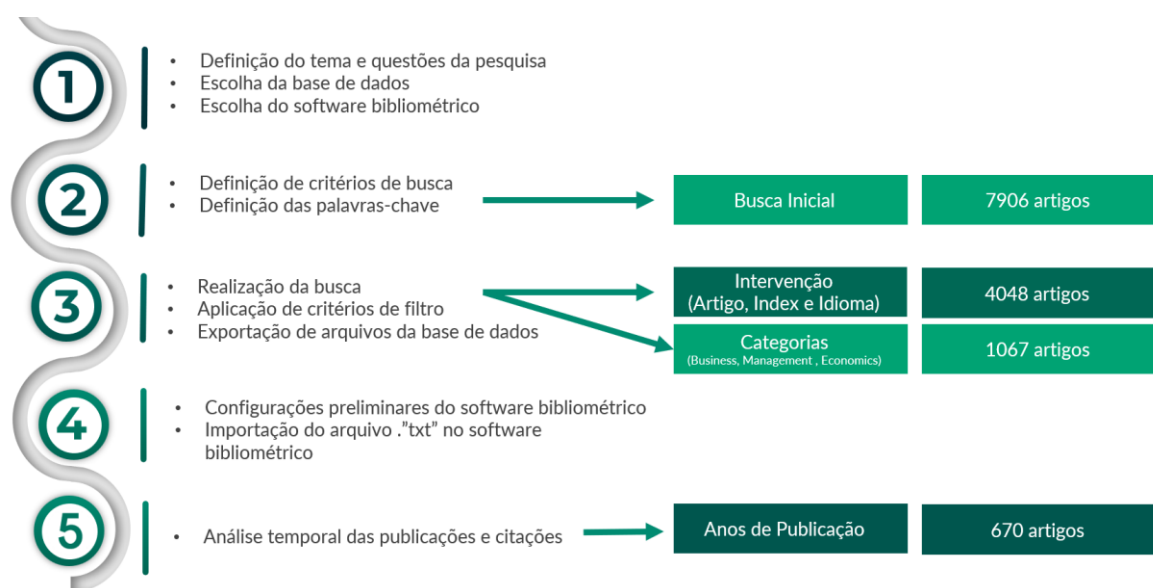 1
• Definição do tema e questões da pesquisa
• Escolha da base de dados
• Escolha do software bibliométrico
2
• Definição de critérios de busca
• Definição das palavras-chave
Busca Inicial
7906 artigos
3
• Realização da busca
• Aplicação de critérios de filtro
• Exportação de arquivos da base de dados
Intervenção
(Artigo, Index e Idioma)
4048 artigos
Categorias
(Business, Management , Economics)
1067 artigos
4
• Configurações preliminares do software bibliométrico
• Importação do arquivo .”txt” no software
bibliométrico
5
• Análise temporal das publicações e citações
Anos de Publicação
670 artigos